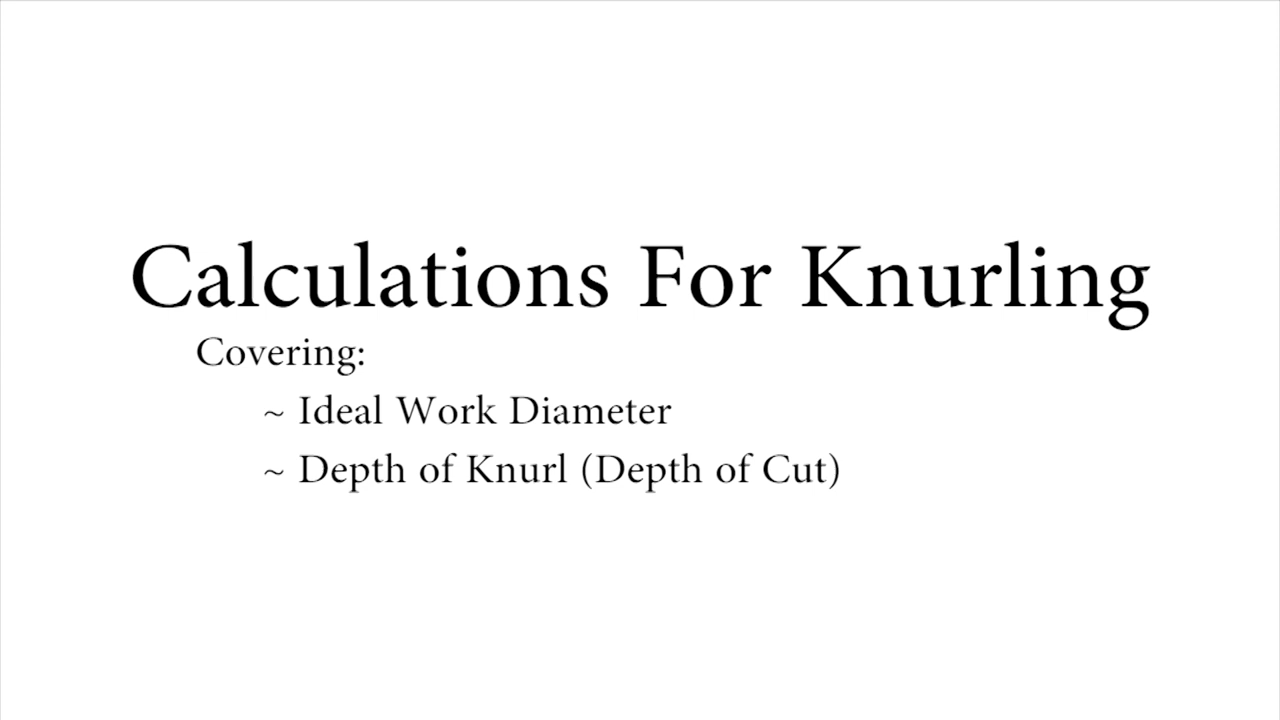 Calculations For Knurling
Covering:
~ Ideal Work Diameter
~ Depth of Knurl (Depth of Cut)